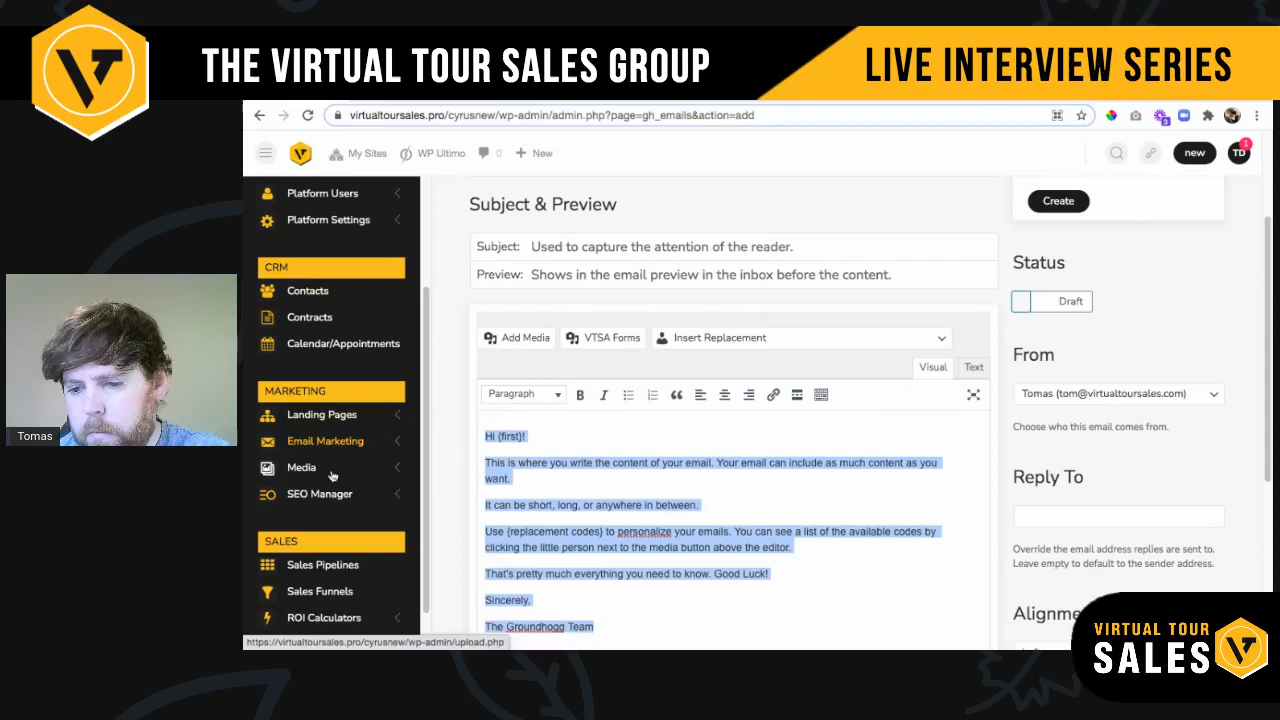 THE VIRTUAL TOUR SALES GROUP
LIVE INTERVIEW SERIES
virtualtoursales.pro/cyrusnew/wp-admin/admin.php?page=gh_emails&action=add
3
My Sites
WP Ultimo
0
New
new
TD
1
Platform Users
Platform Settings
CRM
Contacts
Contracts
Calendar/Appointments
MARKETING
Landing Pages
Email Marketing
Media
SEO Manager
SALES
Sales Pipelines
Sales Funnels
ROI Calculators
https://virtualtoursales.pro/cyrusnew/wp-admin/upload.php
Subject & Preview
Subject: Used to capture the attention of the reader.
Preview: Shows in the email preview in the inbox before the content.
Add Media
VTSA Forms
Insert Replacement
Visual
Text
Paragraph
B
I
Hi {first}!
This is where you write the content of your email. Your email can include as much content as you
want.
It can be short, long, or anywhere in between.
Use {replacement codes} to personalize your emails. You can see a list of the available codes by
clicking the little person next to the media button above the editor.
That's pretty much everything you need to know. Good Luck!
Sincerely,
The Groundhogg Team
Create
Status
Draft
From
Tomas (tom@virtualtoursales.com)
Choose who this email comes from.
Reply To
Override the email address replies are sent to.
Leave empty to default to the sender address.
Alignme
Tomas
VIRTUAL TOUR
SALES